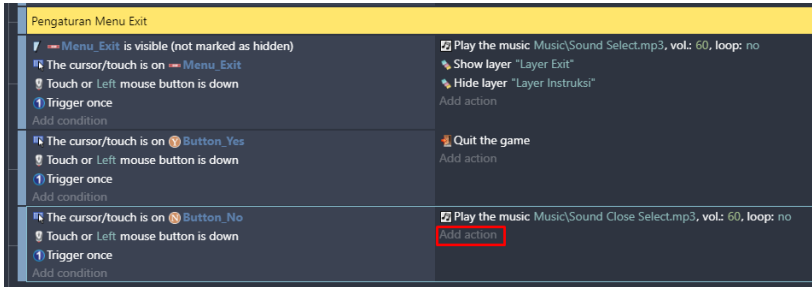 Pengaturan Menu Exit
Menu_Exit is visible (not marked as hidden)
Play the music Music\Sound Select.mp3, vol.: 60, loop: no
The cursor/touch is on Menu_Exit
Show layer "Layer Exit"
Touch or Left mouse button is down
Hide layer "Layer Instruksi"
Trigger once
Add action
Add condition
The cursor/touch is on Button_Yes
Quit the game
Touch or Left mouse button is down
Add action
Trigger once
Add condition
The cursor/touch is on Button_No
Play the music Music\Sound Close Select.mp3, vol.: 60, loop: no
Touch or Left mouse button is down
Add action
Trigger once
Add condition